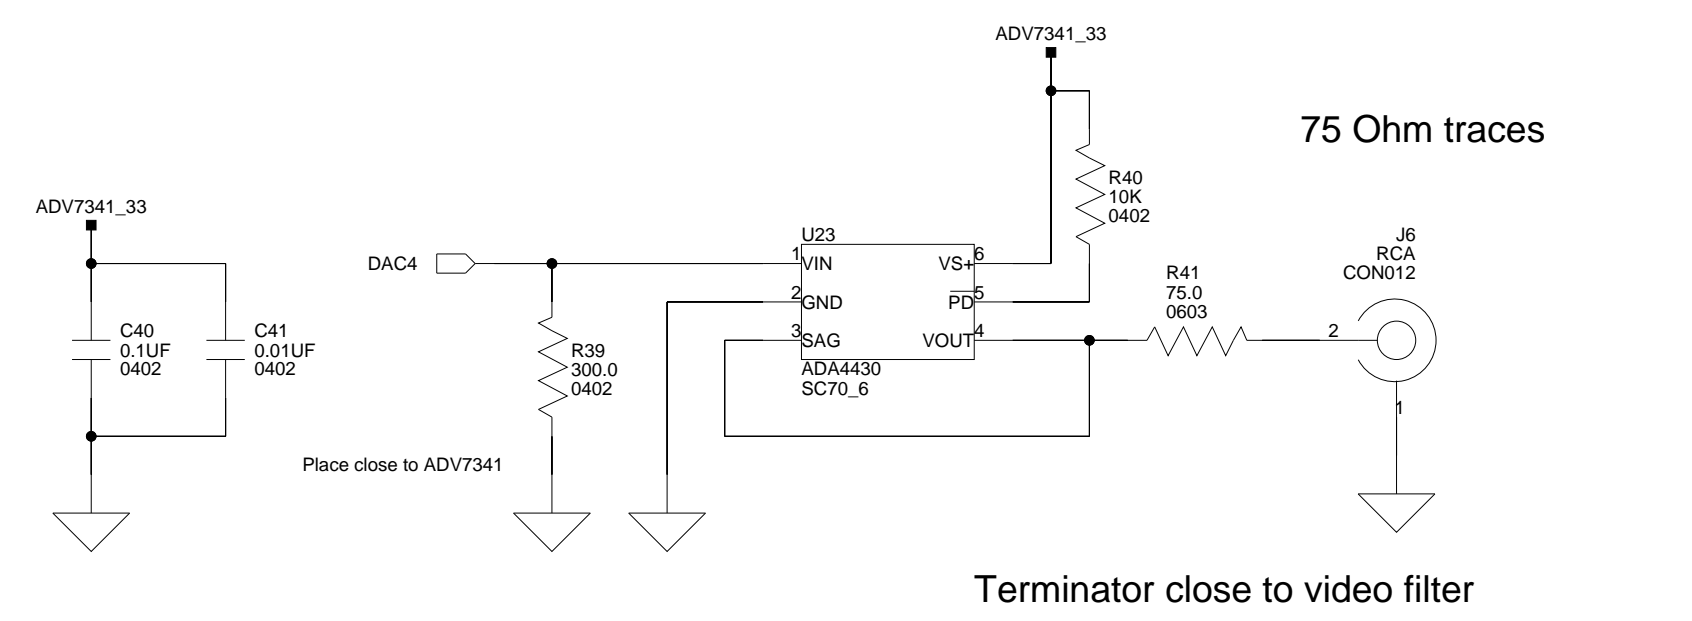 ADV7341_33
75 Ohm traces
R40
10K
0402
ADV7341_33
C40
0.1UF
0402
C41
0.01UF
0402
DAC4
R39
300.0
0402
Place close to ADV7341
U23
1
VIN
2
GND
3
SAG
VS+
6
PD
5
VOUT
4
ADA4430
SC70_6
R41
75.0
0603
J6
RCA
CON012
2
1
Terminator close to video filter